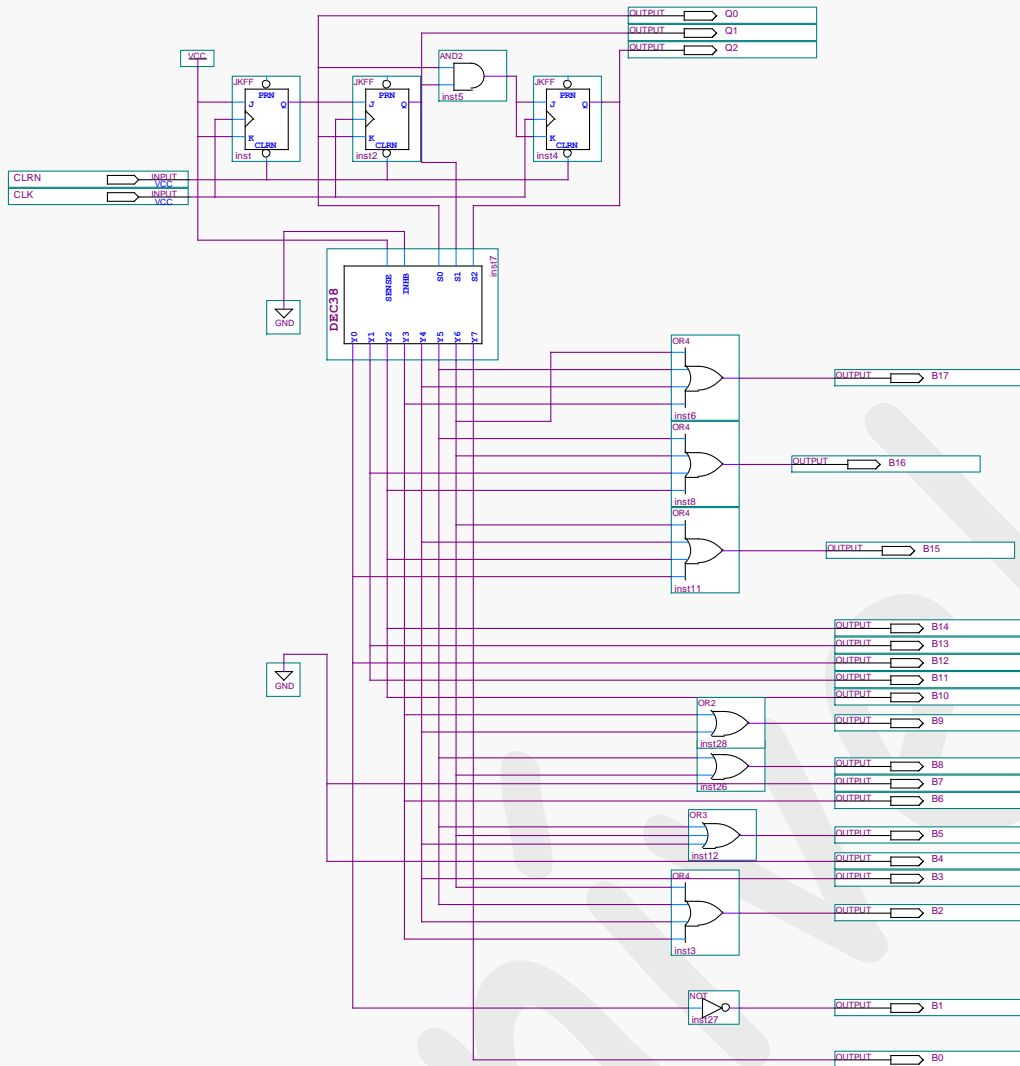 OUTPUT Q0
OUTPUT Q1
OUTPUT Q2
VCC
AND2
inst5
JKFF
PRN
J Q
K
CLRN
inst
JKFF
PRN
J Q
K
CLRN
inst2
JKFF
PRN
J Q
K
CLRN
inst4
CLRN INPUT
VCC
CLK INPUT
VCC
DEC38
SENSE
INHB
S0
S1
S2
inst7
Y0
Y1
Y2
Y3
Y4
Y5
Y6
Y7
GND
OR4
inst6
OUTPUT B17
OR4
inst8
OUTPUT B16
OR4
inst11
OUTPUT B15
OUTPUT B14
OUTPUT B13
OUTPUT B12
GND
OUTPUT B11
OUTPUT B10
OR2
inst28
OUTPUT B9
inst26
OUTPUT B8
OUTPUT B7
OUTPUT B6
OR3
inst12
OUTPUT B5
OUTPUT B4
OUTPUT B3
OR4
inst3
OUTPUT B2
NOT
inst27
OUTPUT B1
OUTPUT B0